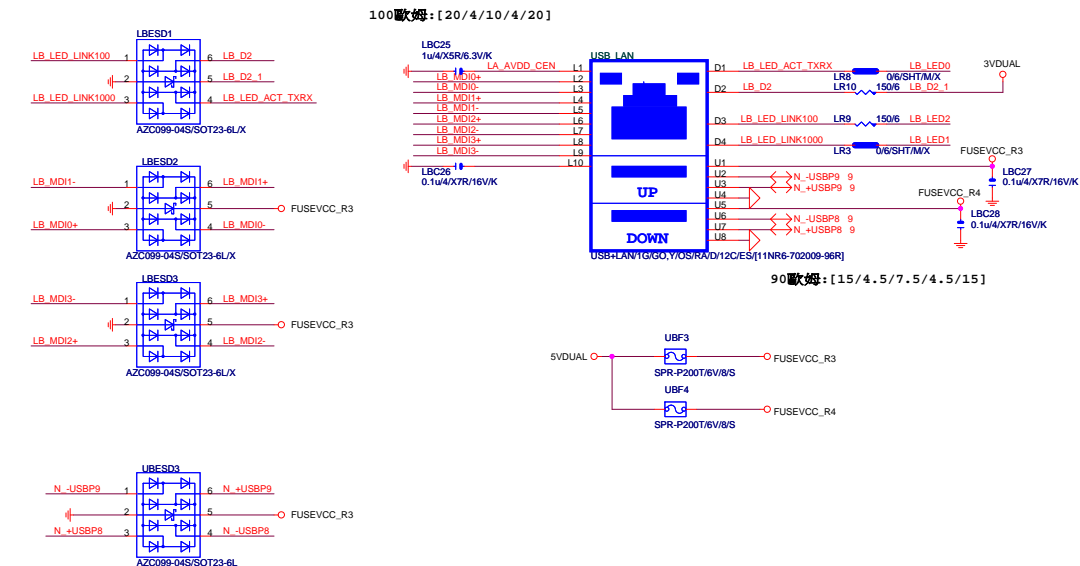 100歐姆:[20/4/10/4/20]
LBESD1
LB_LED_LINK100 1 6 LB_D2
2 5 LB_D2_1
LB_LED_LINK1000 3 4 LB_LED_ACT_TXRX
AZC099-04S/SOT23-6L/X
LBESD2
LB_MDI1- 1 6 LB_MDI1+
2 5 FUSEVCC_R3
LB_MDI0+ 3 4 LB_MDI0-
AZC099-04S/SOT23-6L/X
LBESD3
LB_MDI3- 1 6 LB_MDI3+
2 5 FUSEVCC_R3
LB_MDI2+ 3 4 LB_MDI2-
AZC099-04S/SOT23-6L/X
UBESD3
N_-USBP9 1 6 N_+USBP9
2 5 FUSEVCC_R3
N_+USBP8 3 4 N_-USBP8
AZC099-04S/SOT23-6L
LBC25
1u/4/X5R/6.3V/K
USB_LAN
LA_AVDD_CEN L1
LB_MDI0+ L2
LB_MDI0- L3
LB_MDI1+ L4
LB_MDI1- L5
LB_MDI2+ L6
LB_MDI2- L7
LB_MDI3+ L8
LB_MDI3- L9
L10
LBC26
0.1u/4/X7R/16V/K
UP
DOWN
USB+LAN/1G/GO,Y/OS/RA/D/12C/ES/[11NR6-702009-96R]
D1 LB_LED_ACT_TXRX LB_LED0
LR8 0/6/SHT/M/X
3VDUAL
D2 LB_D2 LR10 150/6 LB_D2_1
D3 LB_LED_LINK100 LR9 150/6 LB_LED2
D4 LB_LED_LINK1000 LB_LED1
LR3 0/6/SHT/M/X
FUSEVCC_R3
U1
U2 N_-USBP9 9
U3 N_+USBP9 9
U4
U5
U6 N_-USBP8 9
U7 N_+USBP8 9
U8
LBC27
0.1u/4/X7R/16V/K
FUSEVCC_R4
LBC28
0.1u/4/X7R/16V/K
90歐姆:[15/4.5/7.5/4.5/15]
UBF3
5VDUAL FUSEVCC_R3
SPR-P200T/6V/8/S
UBF4
FUSEVCC_R4
SPR-P200T/6V/8/S